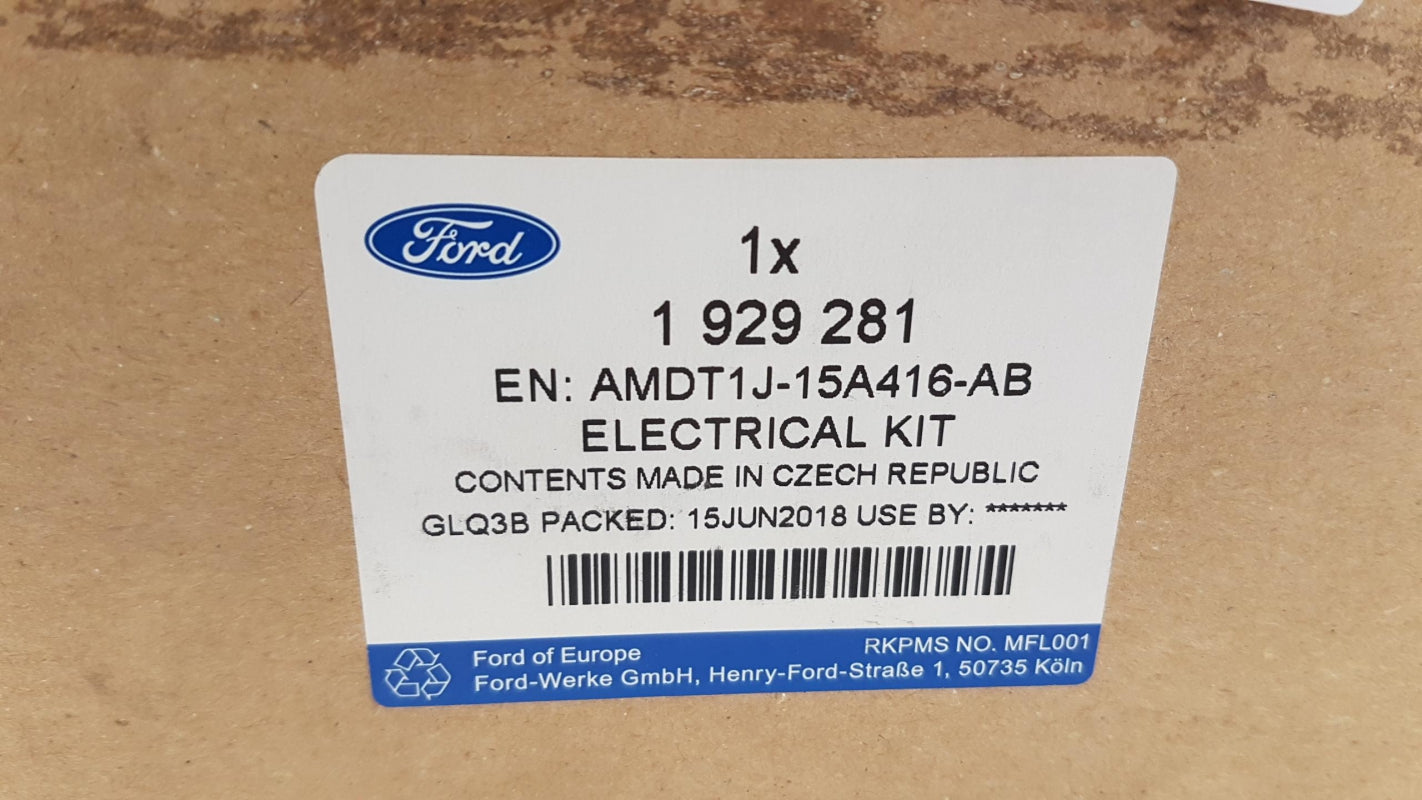 Ford
1x
1 929 281
EN: AMDT1J-15A416-AB
ELECTRICAL KIT
CONTENTS MADE IN CZECH REPUBLIC
GLQ3B PACKED: 15JUN2018 USE BY: *******
RKPMS NO. MFL001
Ford of Europe
Ford-Werke GmbH, Henry-Ford-Straße 1, 50735 Köln